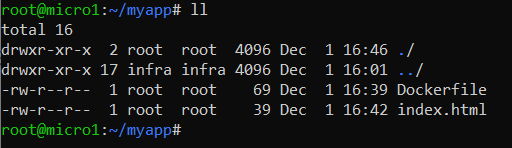 root@micro1:~/myapp# ll
total 16
drwxr-xr-x  2 root  root  4096 Dec  1 16:46 ./
drwxr-xr-x 17 infra infra 4096 Dec  1 16:01 ../
-rw-r--r--  1 root  root    69 Dec  1 16:39 Dockerfile
-rw-r--r--  1 root  root    39 Dec  1 16:42 index.html
root@micro1:~/myapp#